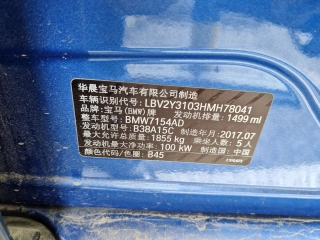 华晨宝马汽车有限公司制造
车辆识别代号: LBV2Y3103HMH78041
品牌: 宝马(BMW)牌 发动机排量: 1499 ml
整车型号: BMW7154AD
发动机型号: B38A15C 制造年月: 2017.07
最大允许总质量: 1855 kg 乘坐人数: 5 人
发动机最大净功率: 100 kW 制造国: 中国
颜色代码/色圈: B45